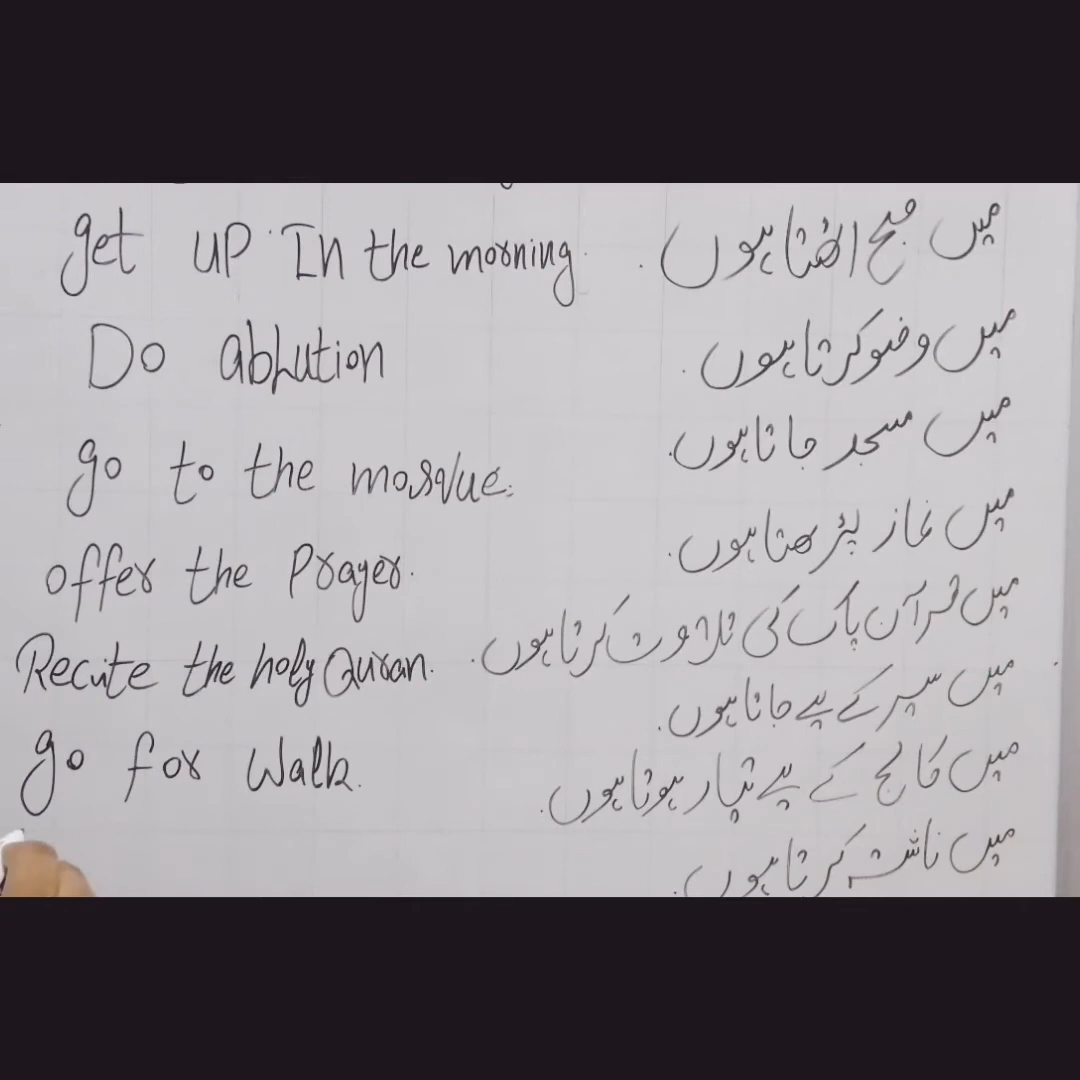 get up In the morning. میں صبح اٹھتا ہوں
Do ablution میں وضو کرتا ہوں.
go to the mosque. میں مسجد جاتا ہوں.
offer the Prayer. میں نماز پڑھتا ہوں.
Recite the holy Quran. میں قرآن پاک کی تلاوت کرتا ہوں.
go for walk. میں سیر کے لیے جاتا ہوں.
میں کالج کے لیے تیار ہوتا ہوں.
میں ناشتہ کرتا ہوں.